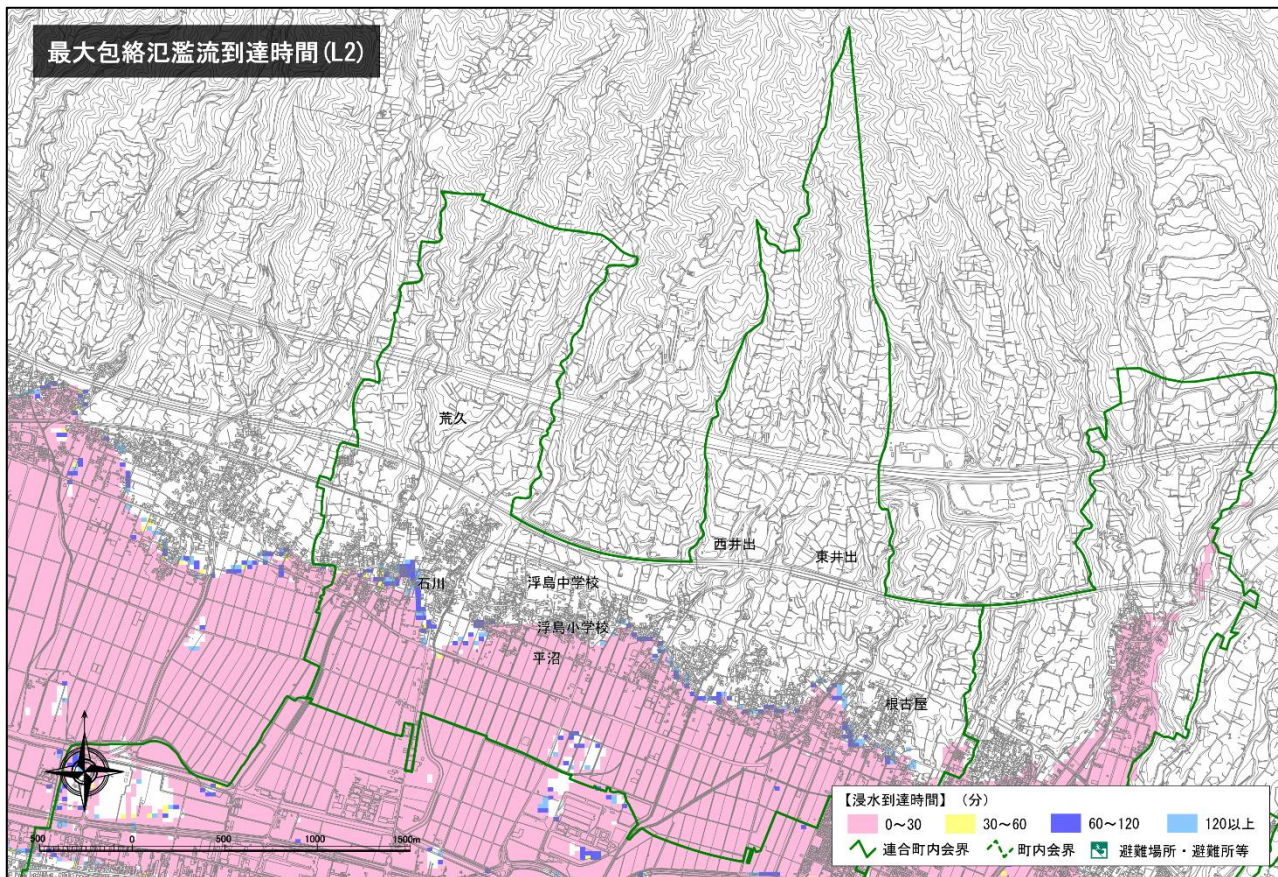 最大包絡氾濫流到達時間(L2)
荒久
西井出
東井出
石川
浮島中学校
浮島小学校
平沼
根古屋
500 0 500 1000 1500m
【浸水到達時間】(分)
0~30 30~60 60~120 120以上
連合町内会界 町内会界 避難場所・避難所等